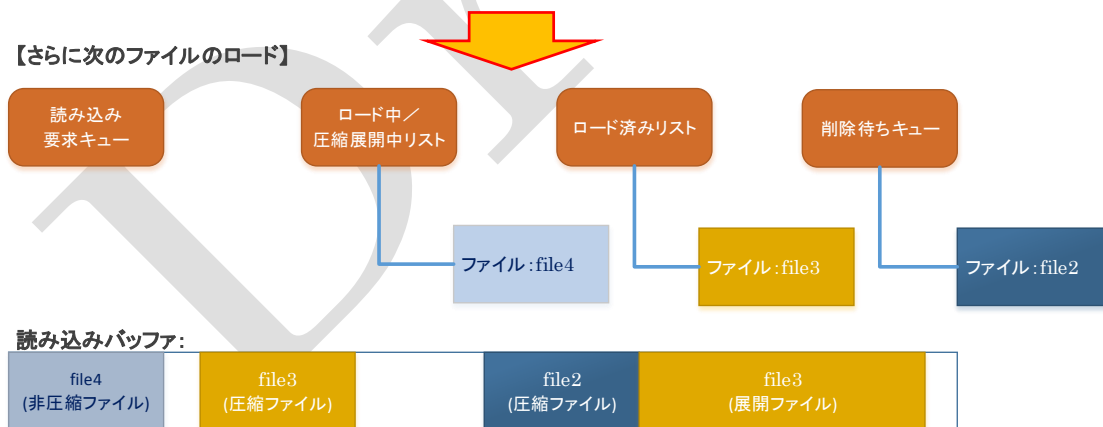 【さらに次のファイルのロード】
読み込み
要求キュー
ロード中／
圧縮展開中リスト
ロード済みリスト
削除待ちキュー
ファイル：file4
ファイル：file3
ファイル：file2
読み込みバッファ：
file4
(非圧縮ファイル)
file3
(圧縮ファイル)
file2
(圧縮ファイル)
file3
(展開ファイル)